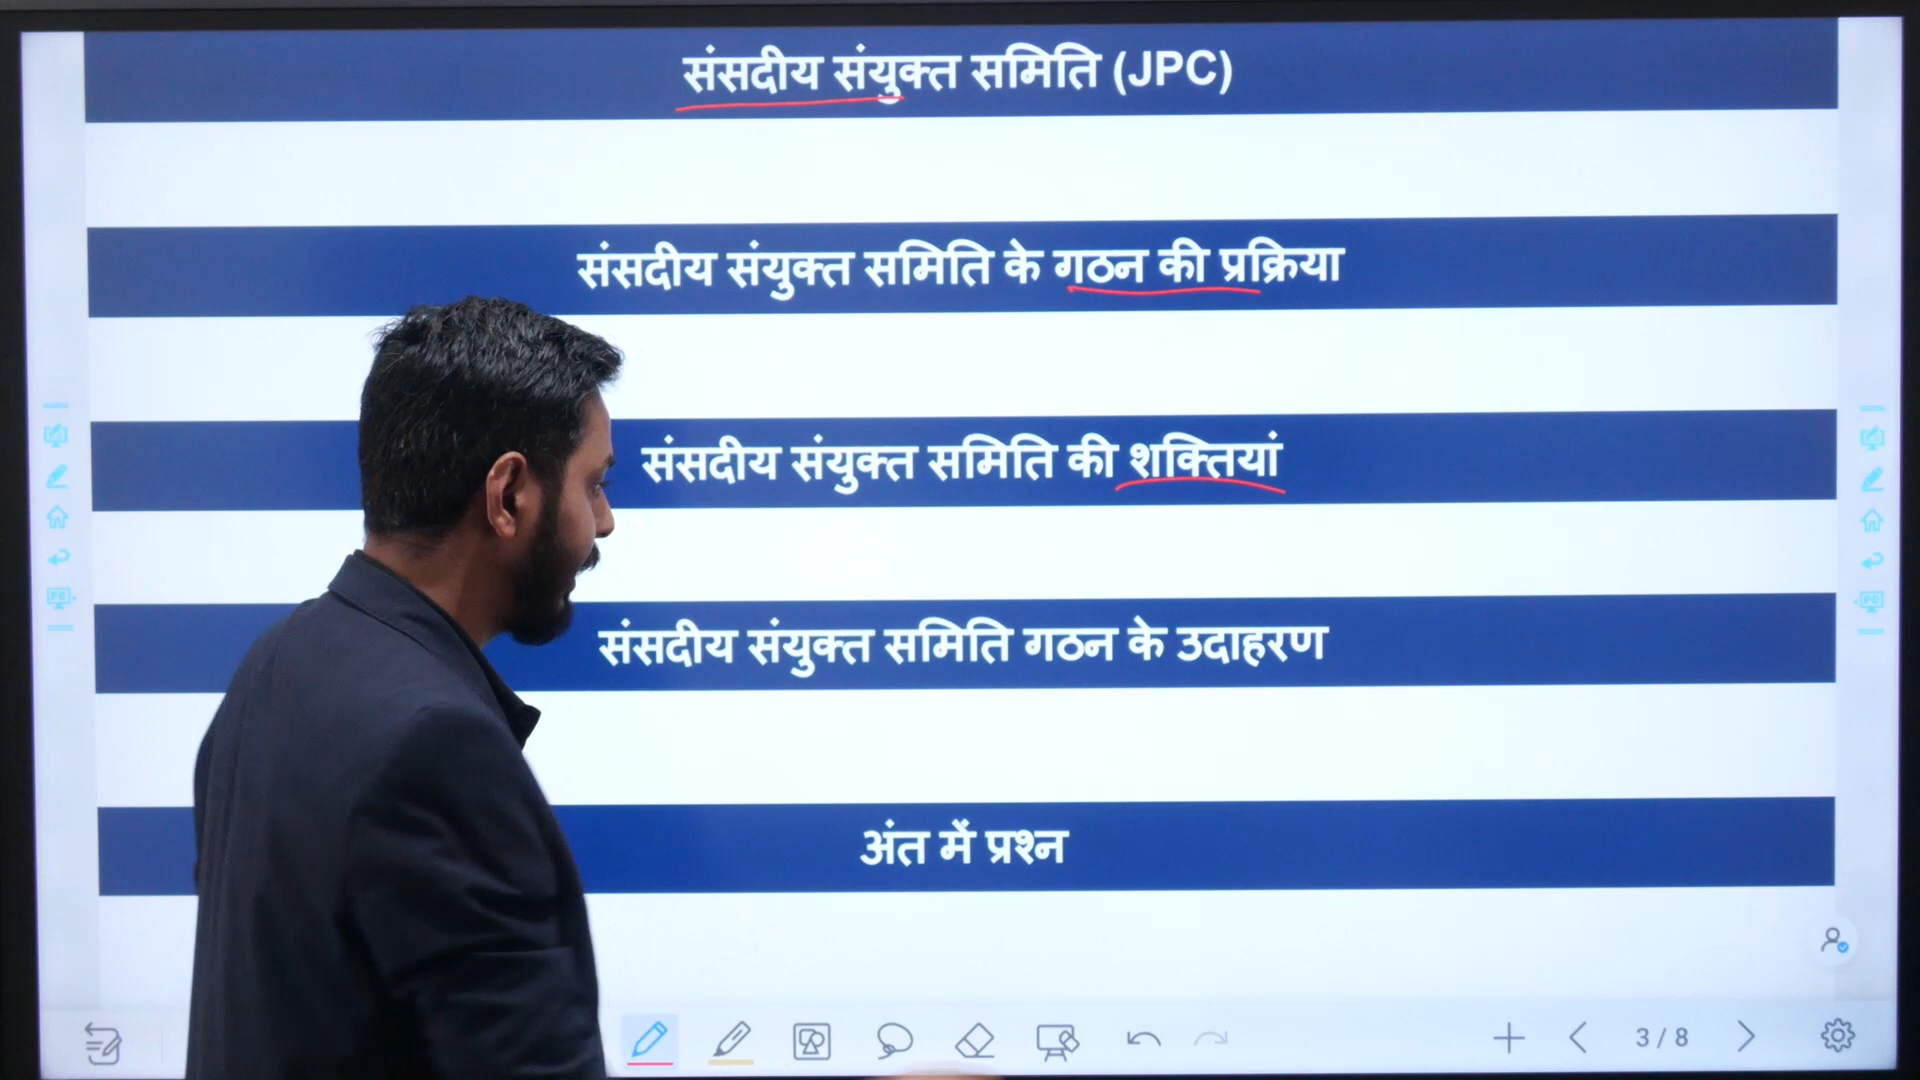 संसदीय संयुक्त समिति (JPC)
संसदीय संयुक्त समिति के गठन की प्रक्रिया
संसदीय संयुक्त समिति की शक्तियां
संसदीय संयुक्त समिति गठन के उदाहरण
अंत में प्रश्न
3 / 8